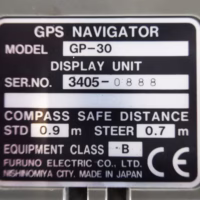 GPS NAVIGATOR
MODEL GP-30
DISPLAY UNIT
SER.NO. 3405-0888
COMPASS SAFE DISTANCE
STD 0.9 m STEER 0.7 m
EQUIPMENT CLASS B
FURUNO ELECTRIC CO., LTD.
NISHINOMIYA CITY. MADE IN JAPAN
CE